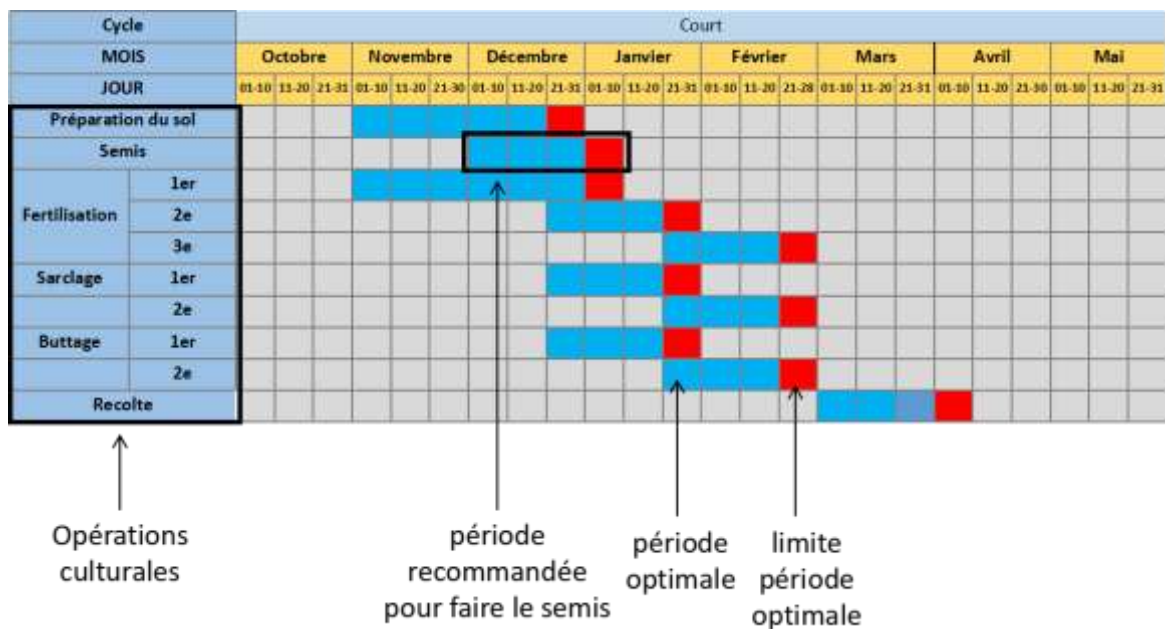 Cycle Court
MOIS Octobre Novembre Décembre Janvier Février Mars Avril Mai
JOUR 01-10 11-20 21-31 01-10 11-20 21-30 01-10 11-20 21-31 01-10 11-20 21-31 01-10 11-20 21-28 01-10 11-20 21-31 01-10 11-20 21-30 01-10 11-20 21-31
Préparation du sol
Semis
1er
Fertilisation 2e
3e
Sarclage 1er
2e
Buttage 1er
2e
Recolte
Opérations
culturales
période
recommandée
pour faire le semis
période
optimale
limite
période
optimale